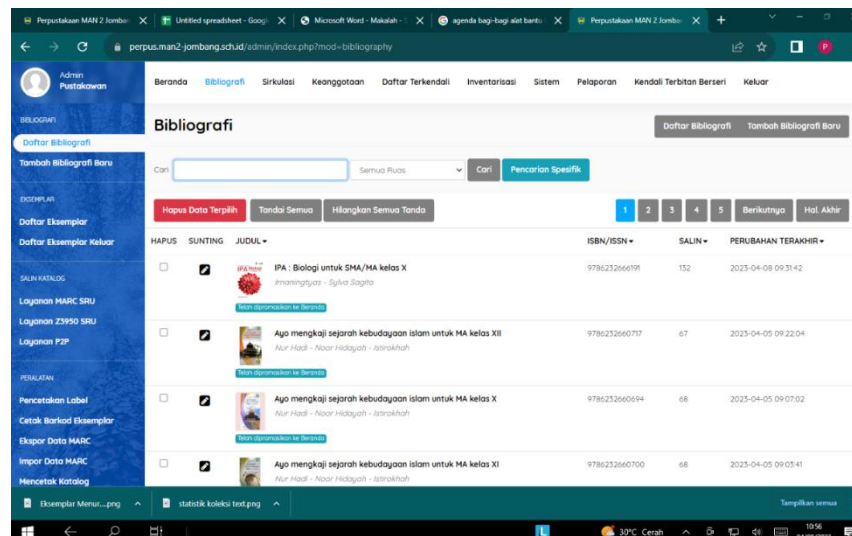 Perpustakaan MAN 2 Jomban
Untitled spreadsheet - Googl
Microsoft Word - Makalah -
agenda bagi-bagi alat bantu
Perpustakaan MAN 2 Jomban
perpus.man2-jombang.sch.id/admin/index.php?mod=bibliography
Admin
Pustakawan
Beranda Bibliografi Sirkulasi Keanggotaan Daftar Terkendali Inventarisasi Sistem Pelaporan Kendali Terbitan Berseri Keluar
BIBLIOGRAFI
Daftar Bibliografi
Tambah Bibliografi Baru
EKSEMPLAR
Daftar Eksemplar
Daftar Eksemplar Keluar
SALIN KATALOG
Layanan MARC SRU
Layanan Z3950 SRU
Layanan P2P
PERALATAN
Pencetakan Label
Cetak Barkod Eksemplar
Ekspor Data MARC
Impor Data MARC
Mencetak Katalog
Bibliografi
Daftar Bibliografi Tambah Bibliografi Baru
Cari Semua Ruas Cari Pencarian Spesifik
Hapus Data Terpilih Tandai Semua Hilangkan Semua Tanda 1 2 3 4 5 Berikutnya Hal. Akhir
HAPUS SUNTING JUDUL ISBN/ISSN SALIN PERUBAHAN TERAKHIR
IPA : Biologi untuk SMA/MA kelas X 9786232666191 132 2023-04-08 09:31:42
Irnaningtyas - Sylva Sagita
Telah dipromosikan ke Beranda
Ayo mengkaji sejarah kebudayaan islam untuk MA kelas XII 9786232660717 67 2023-04-05 09:22:04
Nur Hadi - Noor Hidayah - Istirokhah
Telah dipromosikan ke Beranda
Ayo mengkaji sejarah kebudayaan islam untuk MA kelas X 9786232660694 68 2023-04-05 09:07:02
Nur Hadi - Noor Hidayah - Istirokhah
Telah dipromosikan ke Beranda
Ayo mengkaji sejarah kebudayaan islam untuk MA kelas XI 9786232660700 68 2023-04-05 09:03:41
Nur Hadi - Noor Hidayah - Istirokhah
Eksemplar Menur....png statistik koleksi text.png Tampilkan semua
L 30°C Cerah 10:56